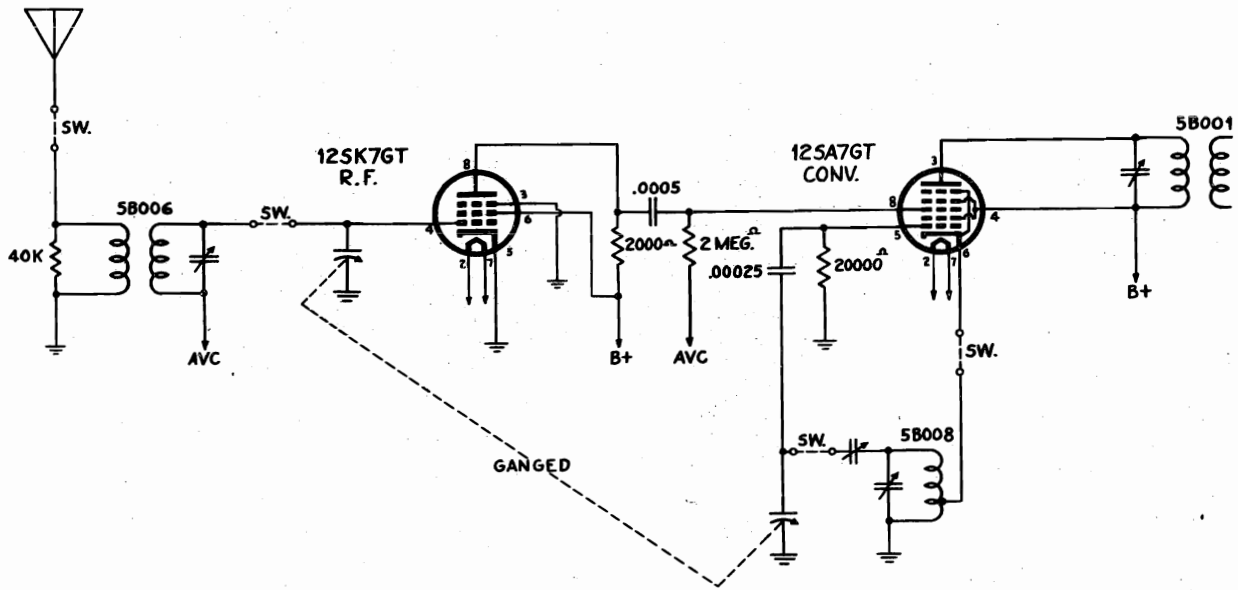 SW.
5B001
12SK7GT
R.F.
12SA7GT
CONV.
8
3
6
4
2
7
5
.0005
3
8
5
4
2
7
6
5B006
SW.
40K
2000Ω
2 MEG.Ω
.00025
20000Ω
AVC
B+
AVC
B+
SW.
GANGED
SW.
5B008